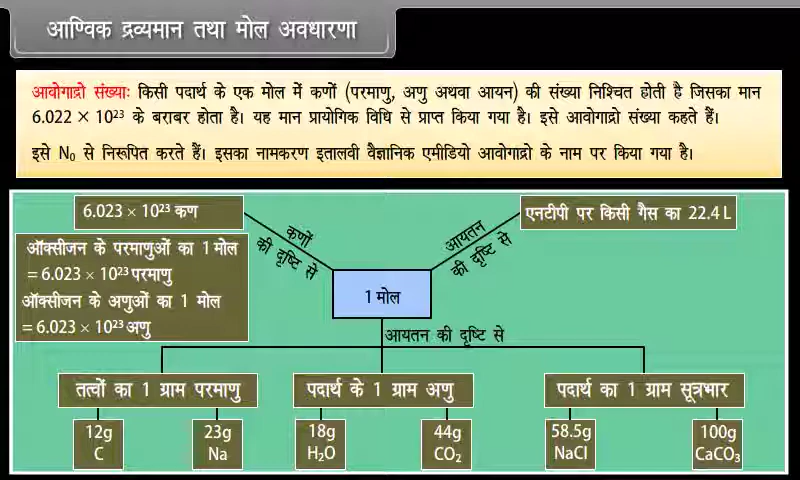 आण्विक द्रव्यमान तथा मोल अवधारणा
आवोगाद्रो संख्याः किसी पदार्थ के एक मोल में कणों (परमाणु, अणु अथवा आयन) की संख्या निश्चित होती है जिसका मान
6.022 × 10²³ के बराबर होता है। यह मान प्रायोगिक विधि से प्राप्त किया गया है। इसे आवोगाद्रो संख्या कहते हैं।
इसे N₀ से निरूपित करते हैं। इसका नामकरण इतालवी वैज्ञानिक एमीडियो आवोगाद्रो के नाम पर किया गया है।
6.023 × 10²³ कण
कणों
की दृष्टि से
आयतन
की दृष्टि से
एनटीपी पर किसी गैस का 22.4 L
ऑक्सीजन के परमाणुओं का 1 मोल
= 6.023 × 10²³ परमाणु
ऑक्सीजन के अणुओं का 1 मोल
= 6.023 × 10²³ अणु
1 मोल
आयतन की दृष्टि से
तत्वों का 1 ग्राम परमाणु
पदार्थ के 1 ग्राम अणु
पदार्थ का 1 ग्राम सूत्रभार
12g
C
23g
Na
18g
H₂O
44g
CO₂
58.5g
NaCl
100g
CaCO₃